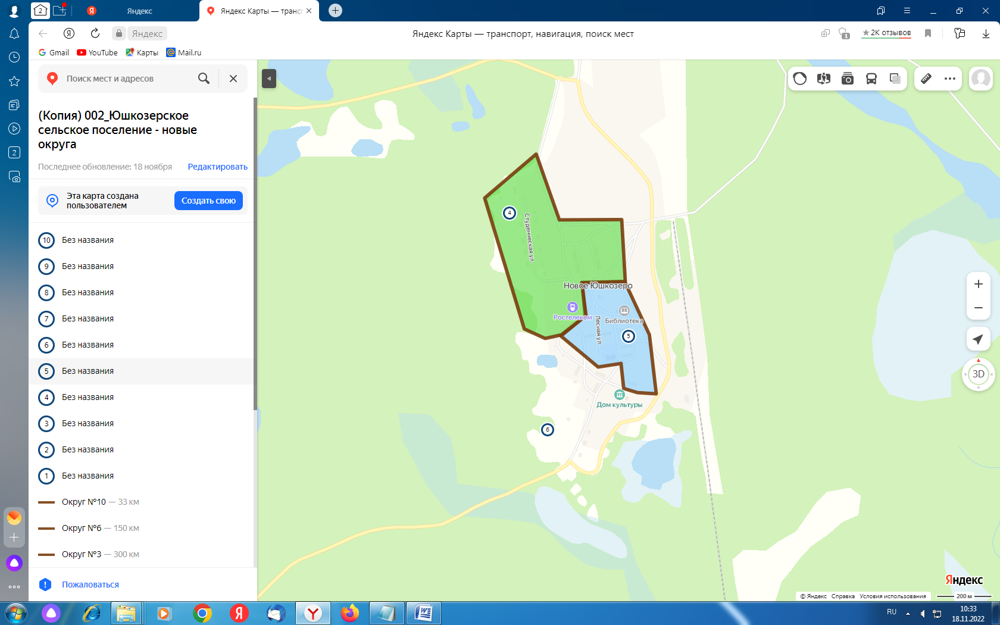 2
Яндекс
Яндекс Карты — трансп
Яндекс
Яндекс Карты — транспорт, навигация, поиск мест
1
2К отзывов
Gmail
YouTube
Карты
Mail.ru
2
Поиск мест и адресов
(Копия) 002_Юшкозерское
сельское поселение - новые
округа
Последнее обновление: 18 ноября
Редактировать
Эта карта создана
пользователем
Создать свою
10 Без названия
9 Без названия
8 Без названия
7 Без названия
6 Без названия
5 Без названия
4 Без названия
3 Без названия
2 Без названия
1 Без названия
Округ №10 — 33 км
Округ №6 — 150 км
Округ №3 — 300 км
Пожаловаться
4
Студенческая ул.
Новое Юшкозеро
Ростелеком
Библиотека
Лесная ул.
5
Дом культуры
6
3D
Яндекс
© Яндекс Справка Условия использования
200 м
RU
10:33
18.11.2022